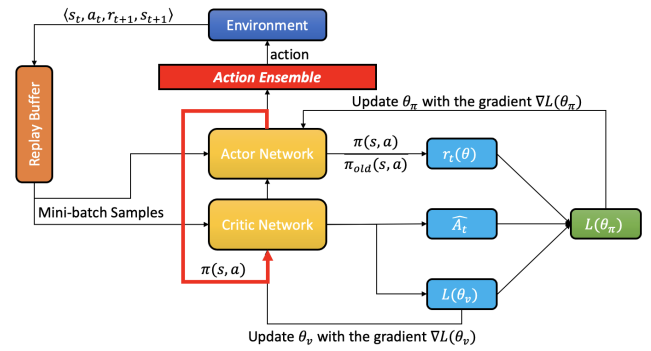 ⟨s_t, a_t, r_{t+1}, s_{t+1}⟩
Environment
action
Action Ensemble
Replay Buffer
Update θ_π with the gradient ∇L(θ_π)
Actor Network
π(s, a)
π_old(s, a)
r_t(θ)
Mini-batch Samples
Critic Network
Â_t
L(θ_π)
π(s, a)
L(θ_v)
Update θ_v with the gradient ∇L(θ_v)